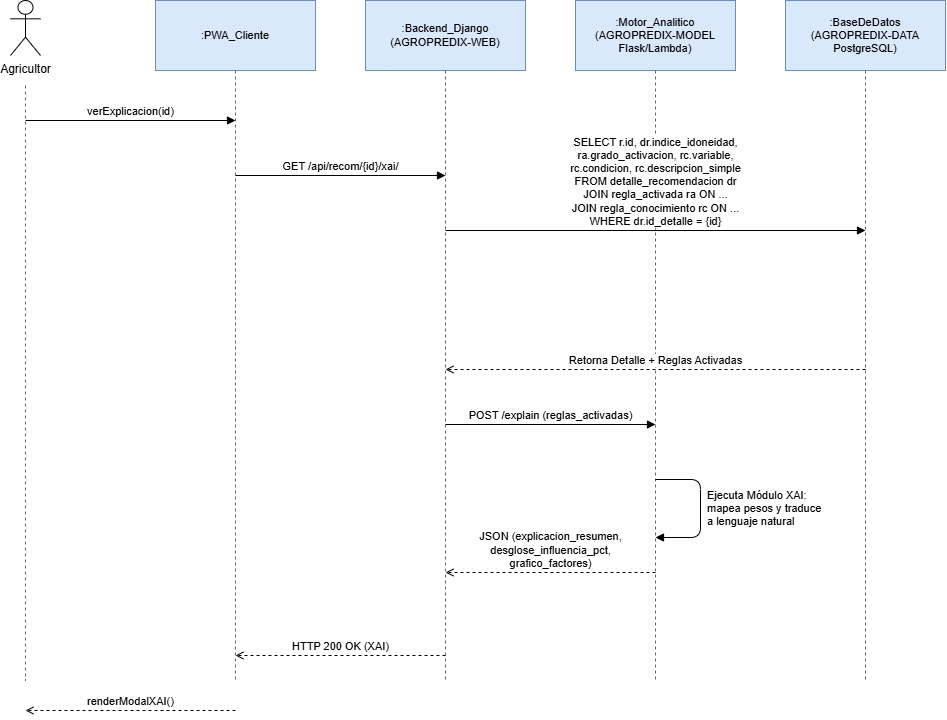 Agricultor
:PWA_Cliente
:Backend_Django
(AGROPREDIX-WEB)
:Motor_Analitico
(AGROPREDIX-MODEL
Flask/Lambda)
:BaseDeDatos
(AGROPREDIX-DATA
PostgreSQL)
verExplicacion(id)
GET /api/recom/{id}/xai/
SELECT r.id, dr.indice_idoneidad,
ra.grado_activacion, rc.variable,
rc.condicion, rc.descripcion_simple
FROM detalle_recomendacion dr
JOIN regla_activada ra ON ...
JOIN regla_conocimiento rc ON ...
WHERE dr.id_detalle = {id}
Retorna Detalle + Reglas Activadas
POST /explain (reglas_activadas)
Ejecuta Módulo XAI:
mapea pesos y traduce
a lenguaje natural
JSON (explicacion_resumen,
desglose_influencia_pct,
grafico_factores)
HTTP 200 OK (XAI)
renderModalXAI()